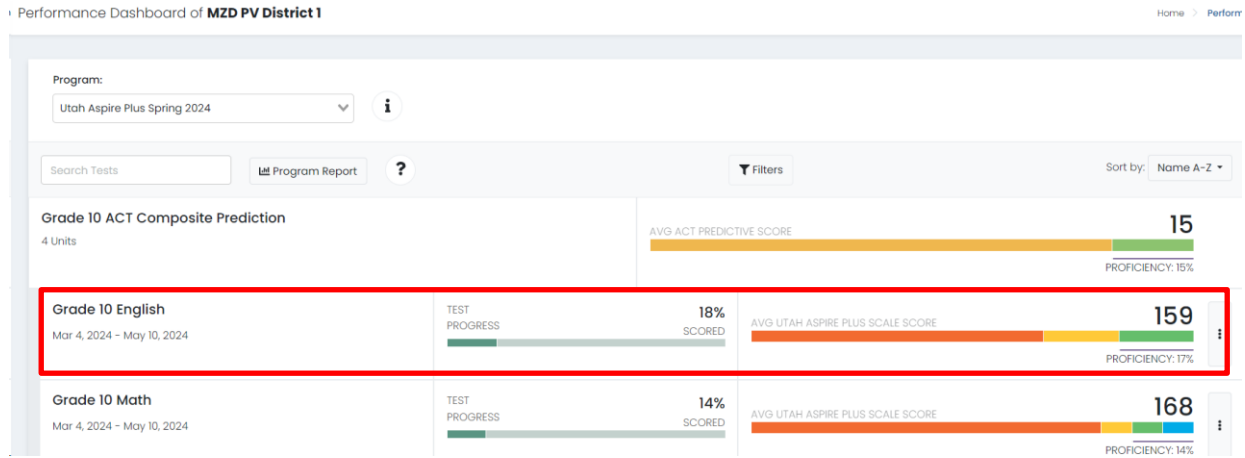 Performance Dashboard of MZD PV District 1
Home > Perform
Program:
Utah Aspire Plus Spring 2024
i
Search Tests
Program Report
?
Filters
Sort by: Name A-Z
Grade 10 ACT Composite Prediction
4 Units
AVG ACT PREDICTIVE SCORE
15
PROFICIENCY: 15%
Grade 10 English
Mar 4, 2024 - May 10, 2024
TEST
PROGRESS
18%
SCORED
AVG UTAH ASPIRE PLUS SCALE SCORE
159
PROFICIENCY: 17%
Grade 10 Math
Mar 4, 2024 - May 10, 2024
TEST
PROGRESS
14%
SCORED
AVG UTAH ASPIRE PLUS SCALE SCORE
168
PROFICIENCY: 14%